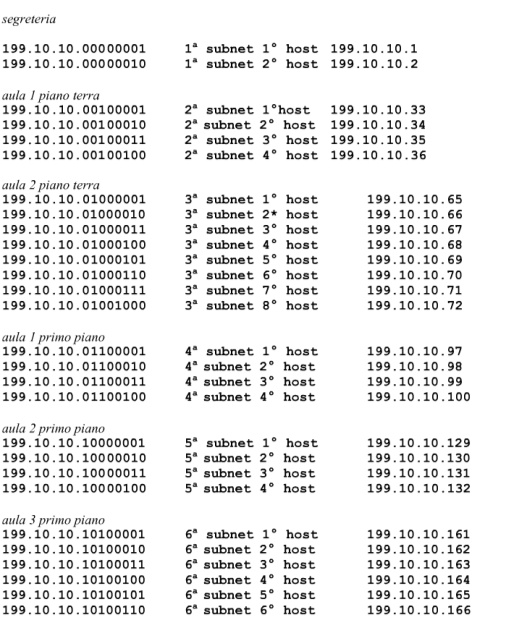 segreteria
199.10.10.00000001 1ª subnet 1° host 199.10.10.1
199.10.10.00000010 1ª subnet 2° host 199.10.10.2
aula 1 piano terra
199.10.10.00100001 2ª subnet 1°host 199.10.10.33
199.10.10.00100010 2ª subnet 2° host 199.10.10.34
199.10.10.00100011 2ª subnet 3° host 199.10.10.35
199.10.10.00100100 2ª subnet 4° host 199.10.10.36
aula 2 piano terra
199.10.10.01000001 3ª subnet 1° host 199.10.10.65
199.10.10.01000010 3ª subnet 2* host 199.10.10.66
199.10.10.01000011 3ª subnet 3° host 199.10.10.67
199.10.10.01000100 3ª subnet 4° host 199.10.10.68
199.10.10.01000101 3ª subnet 5° host 199.10.10.69
199.10.10.01000110 3ª subnet 6° host 199.10.10.70
199.10.10.01000111 3ª subnet 7° host 199.10.10.71
199.10.10.01001000 3ª subnet 8° host 199.10.10.72
aula 1 primo piano
199.10.10.01100001 4ª subnet 1° host 199.10.10.97
199.10.10.01100010 4ª subnet 2° host 199.10.10.98
199.10.10.01100011 4ª subnet 3° host 199.10.10.99
199.10.10.01100100 4ª subnet 4° host 199.10.10.100
aula 2 primo piano
199.10.10.10000001 5ª subnet 1° host 199.10.10.129
199.10.10.10000010 5ª subnet 2° host 199.10.10.130
199.10.10.10000011 5ª subnet 3° host 199.10.10.131
199.10.10.10000100 5ª subnet 4° host 199.10.10.132
aula 3 primo piano
199.10.10.10100001 6ª subnet 1° host 199.10.10.161
199.10.10.10100010 6ª subnet 2° host 199.10.10.162
199.10.10.10100011 6ª subnet 3° host 199.10.10.163
199.10.10.10100100 6ª subnet 4° host 199.10.10.164
199.10.10.10100101 6ª subnet 5° host 199.10.10.165
199.10.10.10100110 6ª subnet 6° host 199.10.10.166